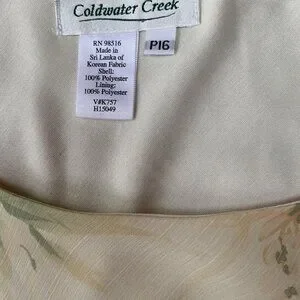 Coldwater Creek
RN 98516
Made in
Sri Lanka of
Korean Fabric
Shell:
100% Polyester
Lining:
100% Polyester
V#K757
H15049
P16